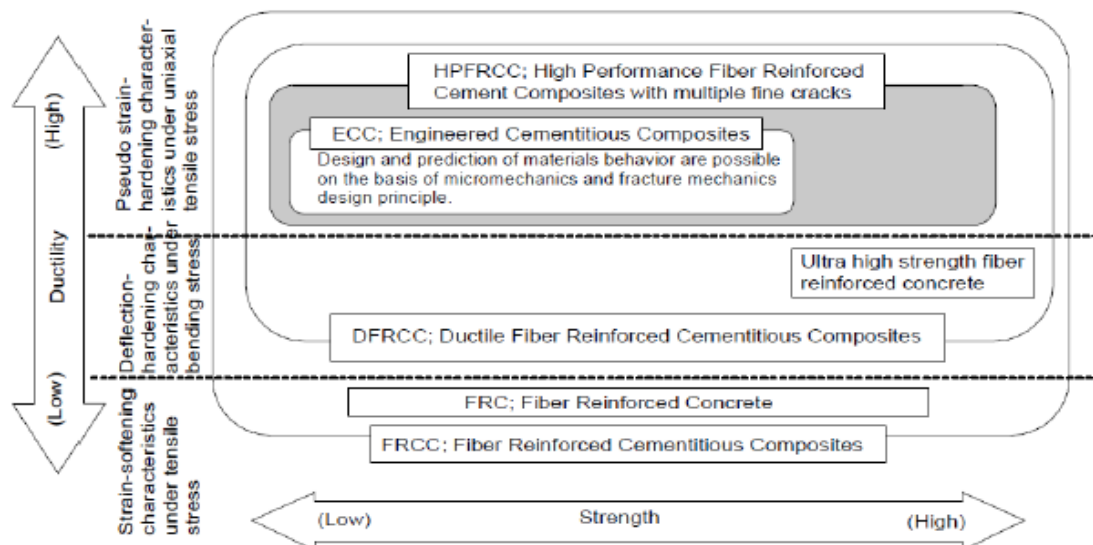 HPFRCC; High Performance Fiber Reinforced
Cement Composites with multiple fine cracks
ECC; Engineered Cementitious Composites
Design and prediction of materials behavior are possible
on the basis of micromechanics and fracture mechanics
design principle.
Ultra high strength fiber
reinforced concrete
DFRCC; Ductile Fiber Reinforced Cementitious Composites
FRC; Fiber Reinforced Concrete
FRCC; Fiber Reinforced Cementitious Composites
(High)
Ductility
(Low)
Pseudo strain-
hardening character-
istics under uniaxial
tensile stress
Deflection-
hardening char-
acteristics under
bending stress
Strain-softening
characteristics
under tensile
stress
(Low)
Strength
(High)